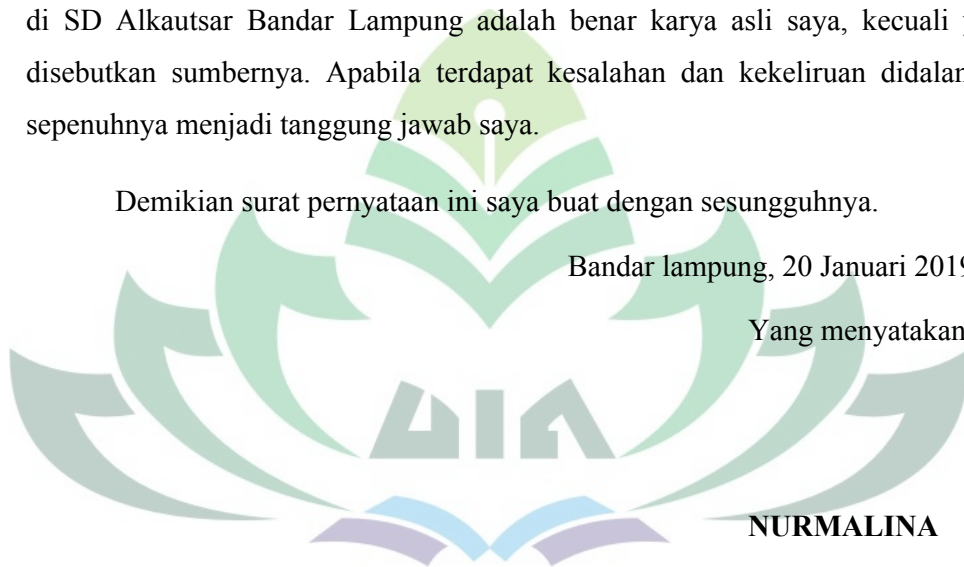 di SD Alkautsar Bandar Lampung adalah benar karya asli saya, kecuali
disebutkan sumbernya. Apabila terdapat kesalahan dan kekeliruan
sepenuhnya menjadi tanggung jawab saya.
Demikian surat pernyataan ini saya buat dengan sesungguhnya.
Bandar lampung, 20 Januari 2019
Yang menyatakan
UIN
NURMALINA